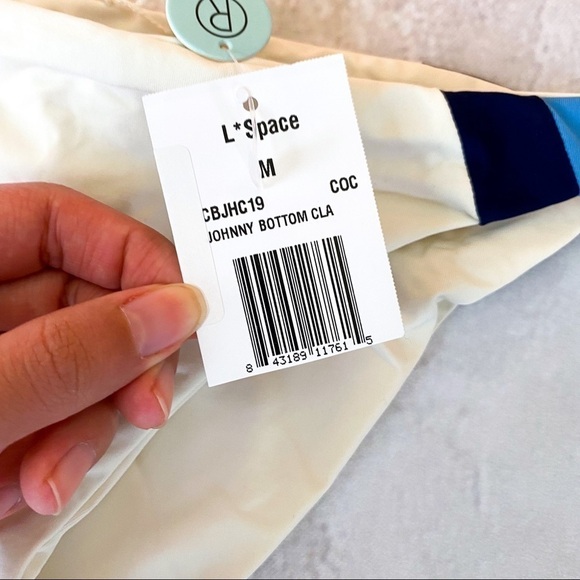 R
L*Space
M
CBJHC19 COC
JOHNNY BOTTOM CLA
8 43189 11761 5